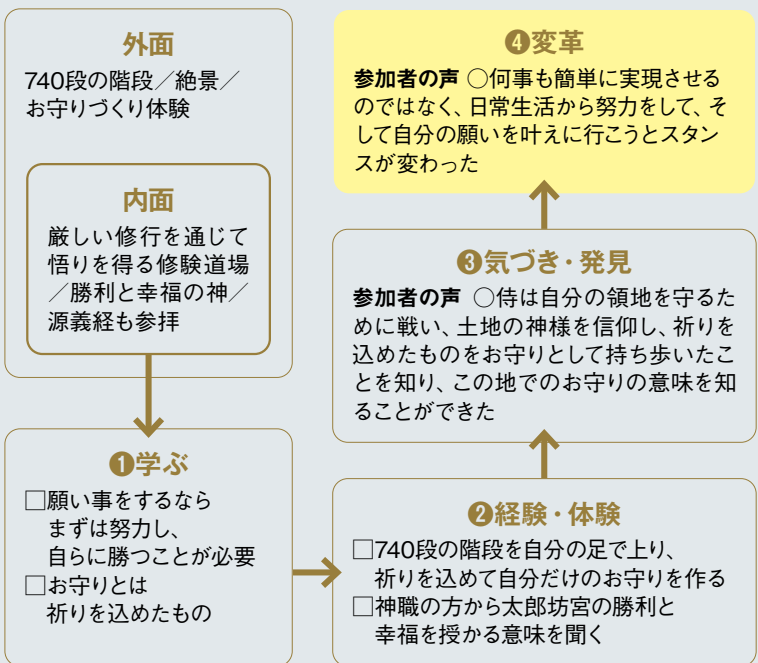 外面
740段の階段／絶景／
お守りづくり体験
内面
厳しい修行を通じて
悟りを得る修験道場
／勝利と幸福の神／
源義経も参拝
❶学ぶ
□願い事をするなら
まずは努力し、
自らに勝つことが必要
□お守りとは
祈りを込めたもの
❷経験・体験
□740段の階段を自分の足で上り、
祈りを込めて自分だけのお守りを作る
□神職の方から太郎坊宮の勝利と
幸福を授かる意味を聞く
❸気づき・発見
参加者の声 ○侍は自分の領地を守るた
めに戦い、土地の神様を信仰し、祈りを
込めたものをお守りとして持ち歩いたこ
とを知り、この地でのお守りの意味を知
ることができた
❹変革
参加者の声 ○何事も簡単に実現させる
のではなく、日常生活から努力をして、そ
して自分の願いを叶えに行こうとスタン
スが変わった